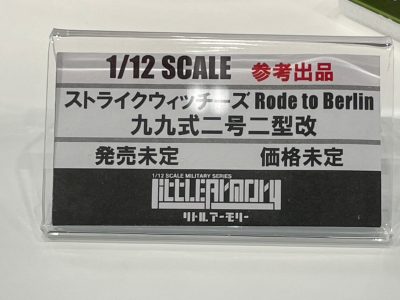 1/12 SCALE 参考出品
ストライクウィッチーズ Rode to Berlin
九九式二号二型改
発売未定 価格未定
1/12 SCALE MILITARY SERIES
LITTLEARMORY
リトルアーモリー